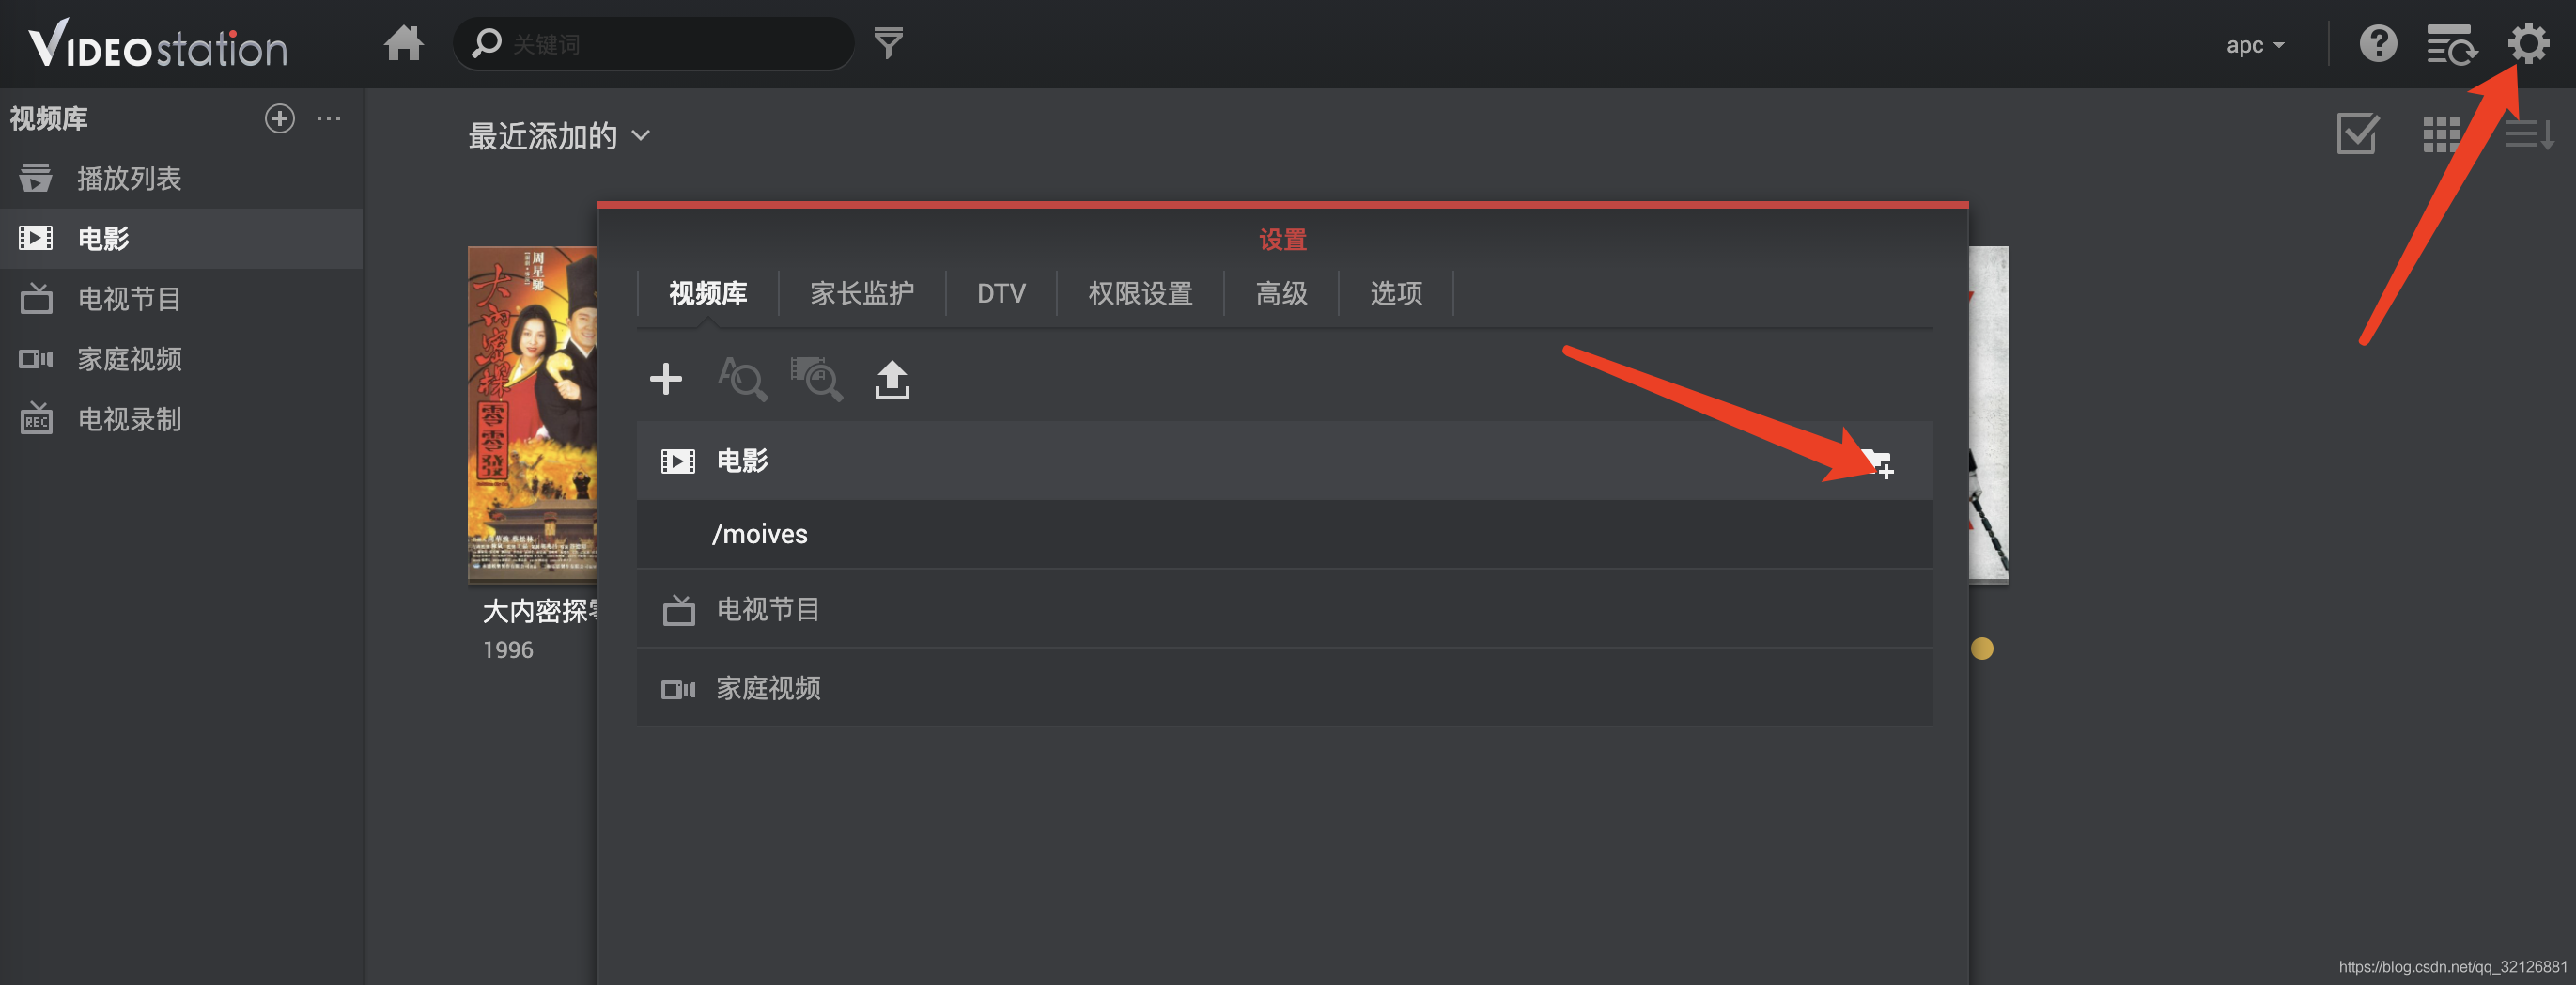 VIDEOstation
关键词
apc
视频库
播放列表
电影
电视节目
家庭视频
REC
电视录制
最近添加的
设置
视频库
家长监护
DTV
权限设置
高级
选项
电影
/moives
电视节目
家庭视频
周星馳
大內密探
零零發
大内密探零
1996
https://blog.csdn.net/qq_32126881